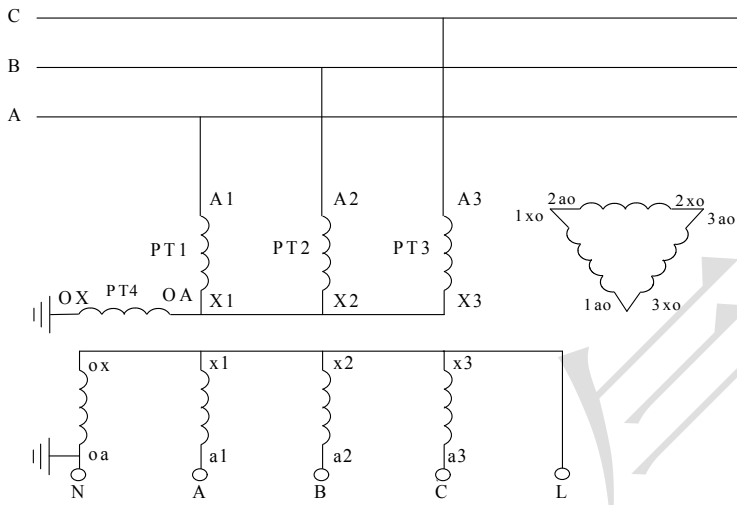 C
B
A
A1 A2 A3
2ao 2xo
1xo 3ao
PT1 PT2 PT3
OX PT4 OA X1 X2 X3
1ao 3xo
ox x1 x2 x3
oa a1 a2 a3
N A B C L